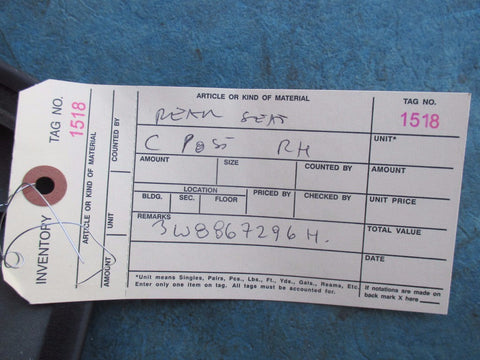 INVENTORY
TAG NO.
1518
ARTICLE OR KIND OF MATERIAL
AMOUNT UNIT COUNTED BY
ARTICLE OR KIND OF MATERIAL
REAR SEAT
C POST RH
AMOUNT SIZE COUNTED BY
LOCATION
BLDG. SEC. FLOOR PRICED BY CHECKED BY
REMARKS
3W8867296H.
*Unit means Singles, Pairs, Pcs., Lbs., Ft., Yds., Gals., Reams, Etc.
Enter only one item on tag. All tags must be accounted for.
TAG NO.
1518
UNIT*
AMOUNT
UNIT PRICE
TOTAL VALUE
DATE
If notations are made on
back mark X here